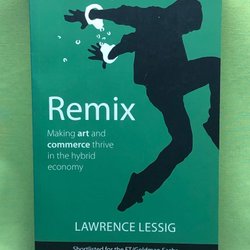 Remix
Making art and
commerce thrive
in the hybrid
economy
LAWRENCE LESSIG
Shortlisted for the FT/Goldman Sachs